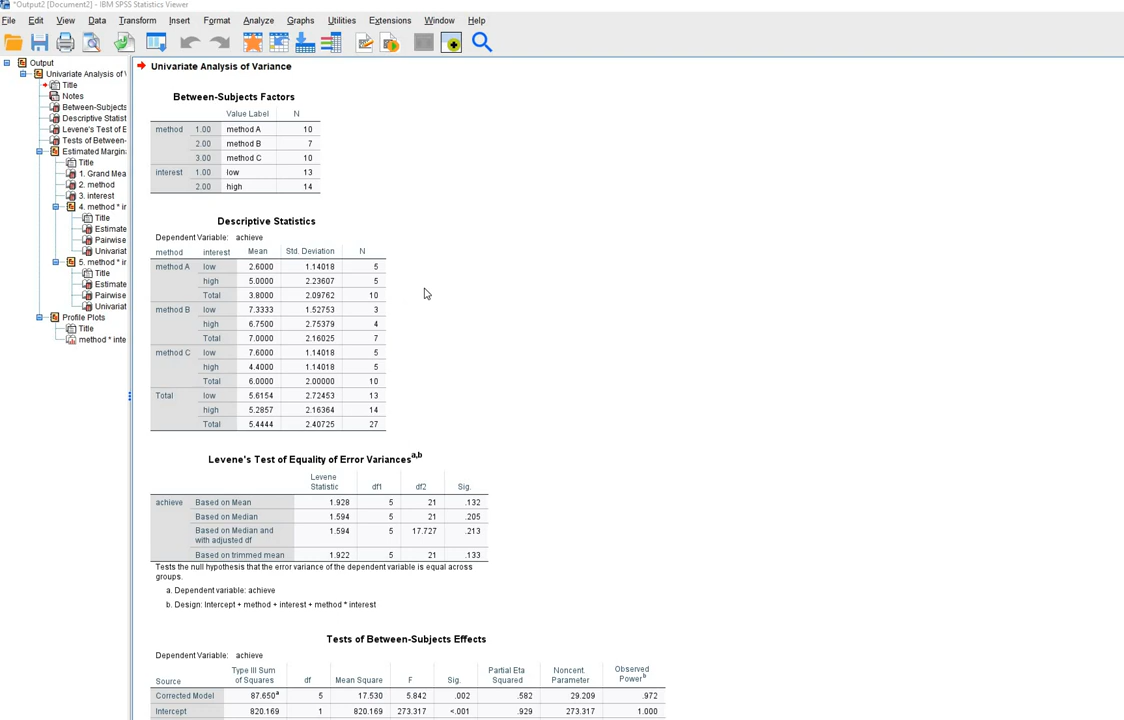 *Output2 [Document2] - IBM SPSS Statistics Viewer
File Edit View Data Transform Insert Format Analyze Graphs Utilities Extensions Window Help
Output
Univariate Analysis of V
Title
Notes
Between-Subjects
Descriptive Statist
Levene's Test of E
Tests of Between-
Estimated Margina
Title
1. Grand Mea
2. method
3. interest
4. method * ir
Title
Estimate
Pairwise
Univariat
5. method * ir
Title
Estimate
Pairwise
Univariat
Profile Plots
Title
method * inte
Univariate Analysis of Variance
Between-Subjects Factors
Value Label N
method 1.00 method A 10
2.00 method B 7
3.00 method C 10
interest 1.00 low 13
2.00 high 14
Descriptive Statistics
Dependent Variable: achieve
method interest Mean Std. Deviation N
method A low 2.6000 1.14018 5
high 5.0000 2.23607 5
Total 3.8000 2.09762 10
method B low 7.3333 1.52753 3
high 6.7500 2.75379 4
Total 7.0000 2.16025 7
method C low 7.6000 1.14018 5
high 4.4000 1.14018 5
Total 6.0000 2.00000 10
Total low 5.6154 2.72453 13
high 5.2857 2.16364 14
Total 5.4444 2.40725 27
Levene's Test of Equality of Error Variancesa,b
Levene
Statistic df1 df2 Sig.
achieve Based on Mean 1.928 5 21 .132
Based on Median 1.594 5 21 .205
Based on Median and
with adjusted df 1.594 5 17.727 .213
Based on trimmed mean 1.922 5 21 .133
Tests the null hypothesis that the error variance of the dependent variable is equal across
groups.
a. Dependent variable: achieve
b. Design: Intercept + method + interest + method * interest
Tests of Between-Subjects Effects
Dependent Variable: achieve
Source Type III Sum of Squares df Mean Square F Sig. Partial Eta Squared Noncent. Parameter Observed Powerb
Corrected Model 87.650a 5 17.530 5.842 .002 .582 29.209 .972
Intercept 820.169 1 820.169 273.317 <.001 .929 273.317 1.000